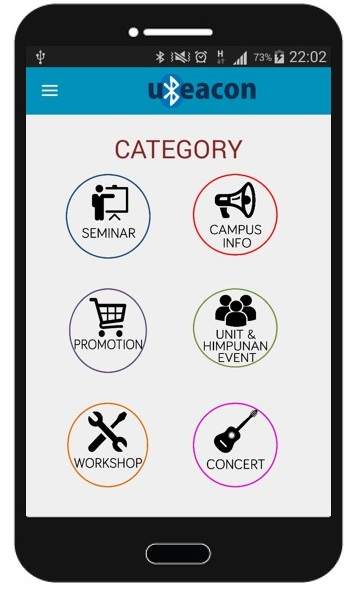 H
73% 22:02
uBeacon
CATEGORY
SEMINAR
CAMPUS
INFO
PROMOTION
UNIT &
HIMPUNAN
EVENT
WORKSHOP
CONCERT